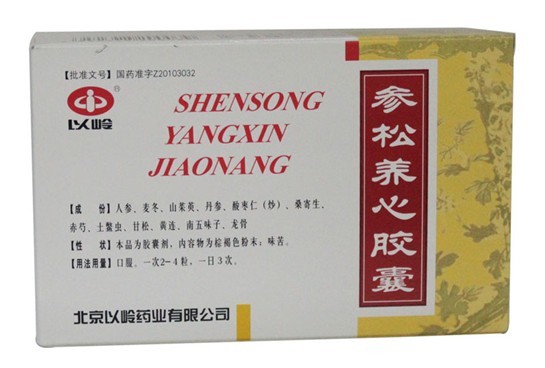 【批准文号】国药准字Z20103032
®
以岭
SHENSONG
YANGXIN
JIAONANG
参松养心胶囊
【成 份】人参、麦冬、山茱萸、丹参、酸枣仁（炒）、桑寄生、
赤芍、土鳖虫、甘松、黄连、南五味子、龙骨
【性 状】本品为胶囊剂，内容物为棕褐色粉末；味苦。
【用法用量】口服。一次2-4粒，一日3次。
北京以岭药业有限公司